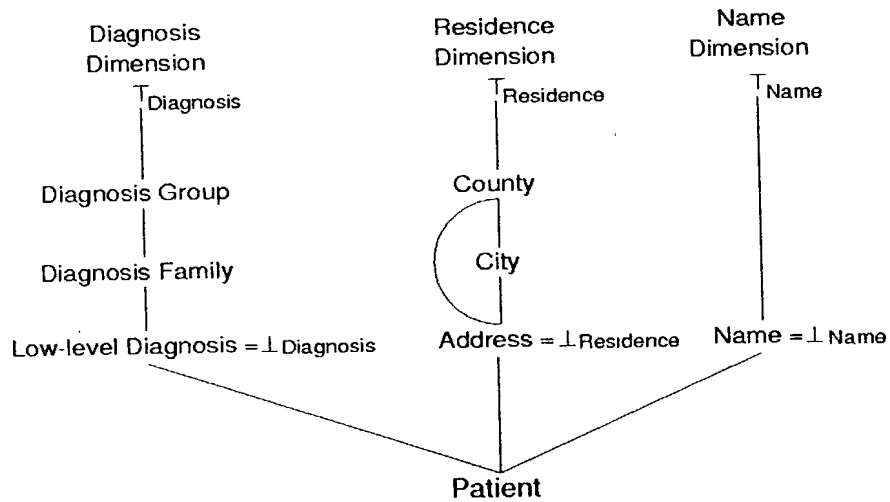 Diagnosis
Dimension
Residence
Dimension
Name
Dimension
⊤Diagnosis
⊤Residence
⊤Name
Diagnosis Group
County
Diagnosis Family
City
Low-level Diagnosis = ⊥Diagnosis
Address = ⊥Residence
Name = ⊥Name
Patient